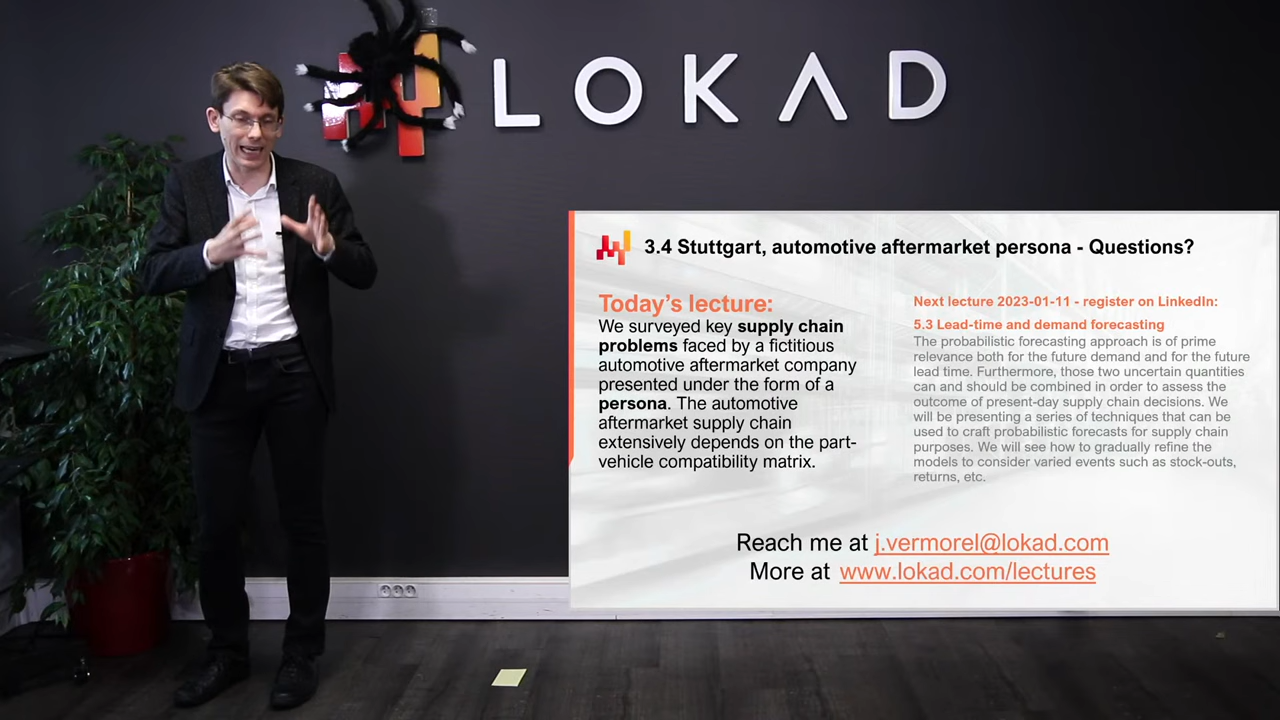 LOKAD
3.4 Stuttgart, automotive aftermarket persona - Questions?
Today's lecture:
We surveyed key supply chain
problems faced by a fictitious
automotive aftermarket company
presented under the form of a
persona. The automotive
aftermarket supply chain
extensively depends on the part-
vehicle compatibility matrix.
Next lecture 2023-01-11 - register on LinkedIn:
5.3 Lead-time and demand forecasting
The probabilistic forecasting approach is of prime
relevance both for the future demand and for the future
lead time. Furthermore, those two uncertain quantities
can and should be combined in order to assess the
outcome of present-day supply chain decisions. We
will be presenting a series of techniques that can be
used to craft probabilistic forecasts for supply chain
purposes. We will see how to gradually refine the
models to consider varied events such as stock-outs,
returns, etc.
Reach me at j.vermorel@lokad.com
More at www.lokad.com/lectures